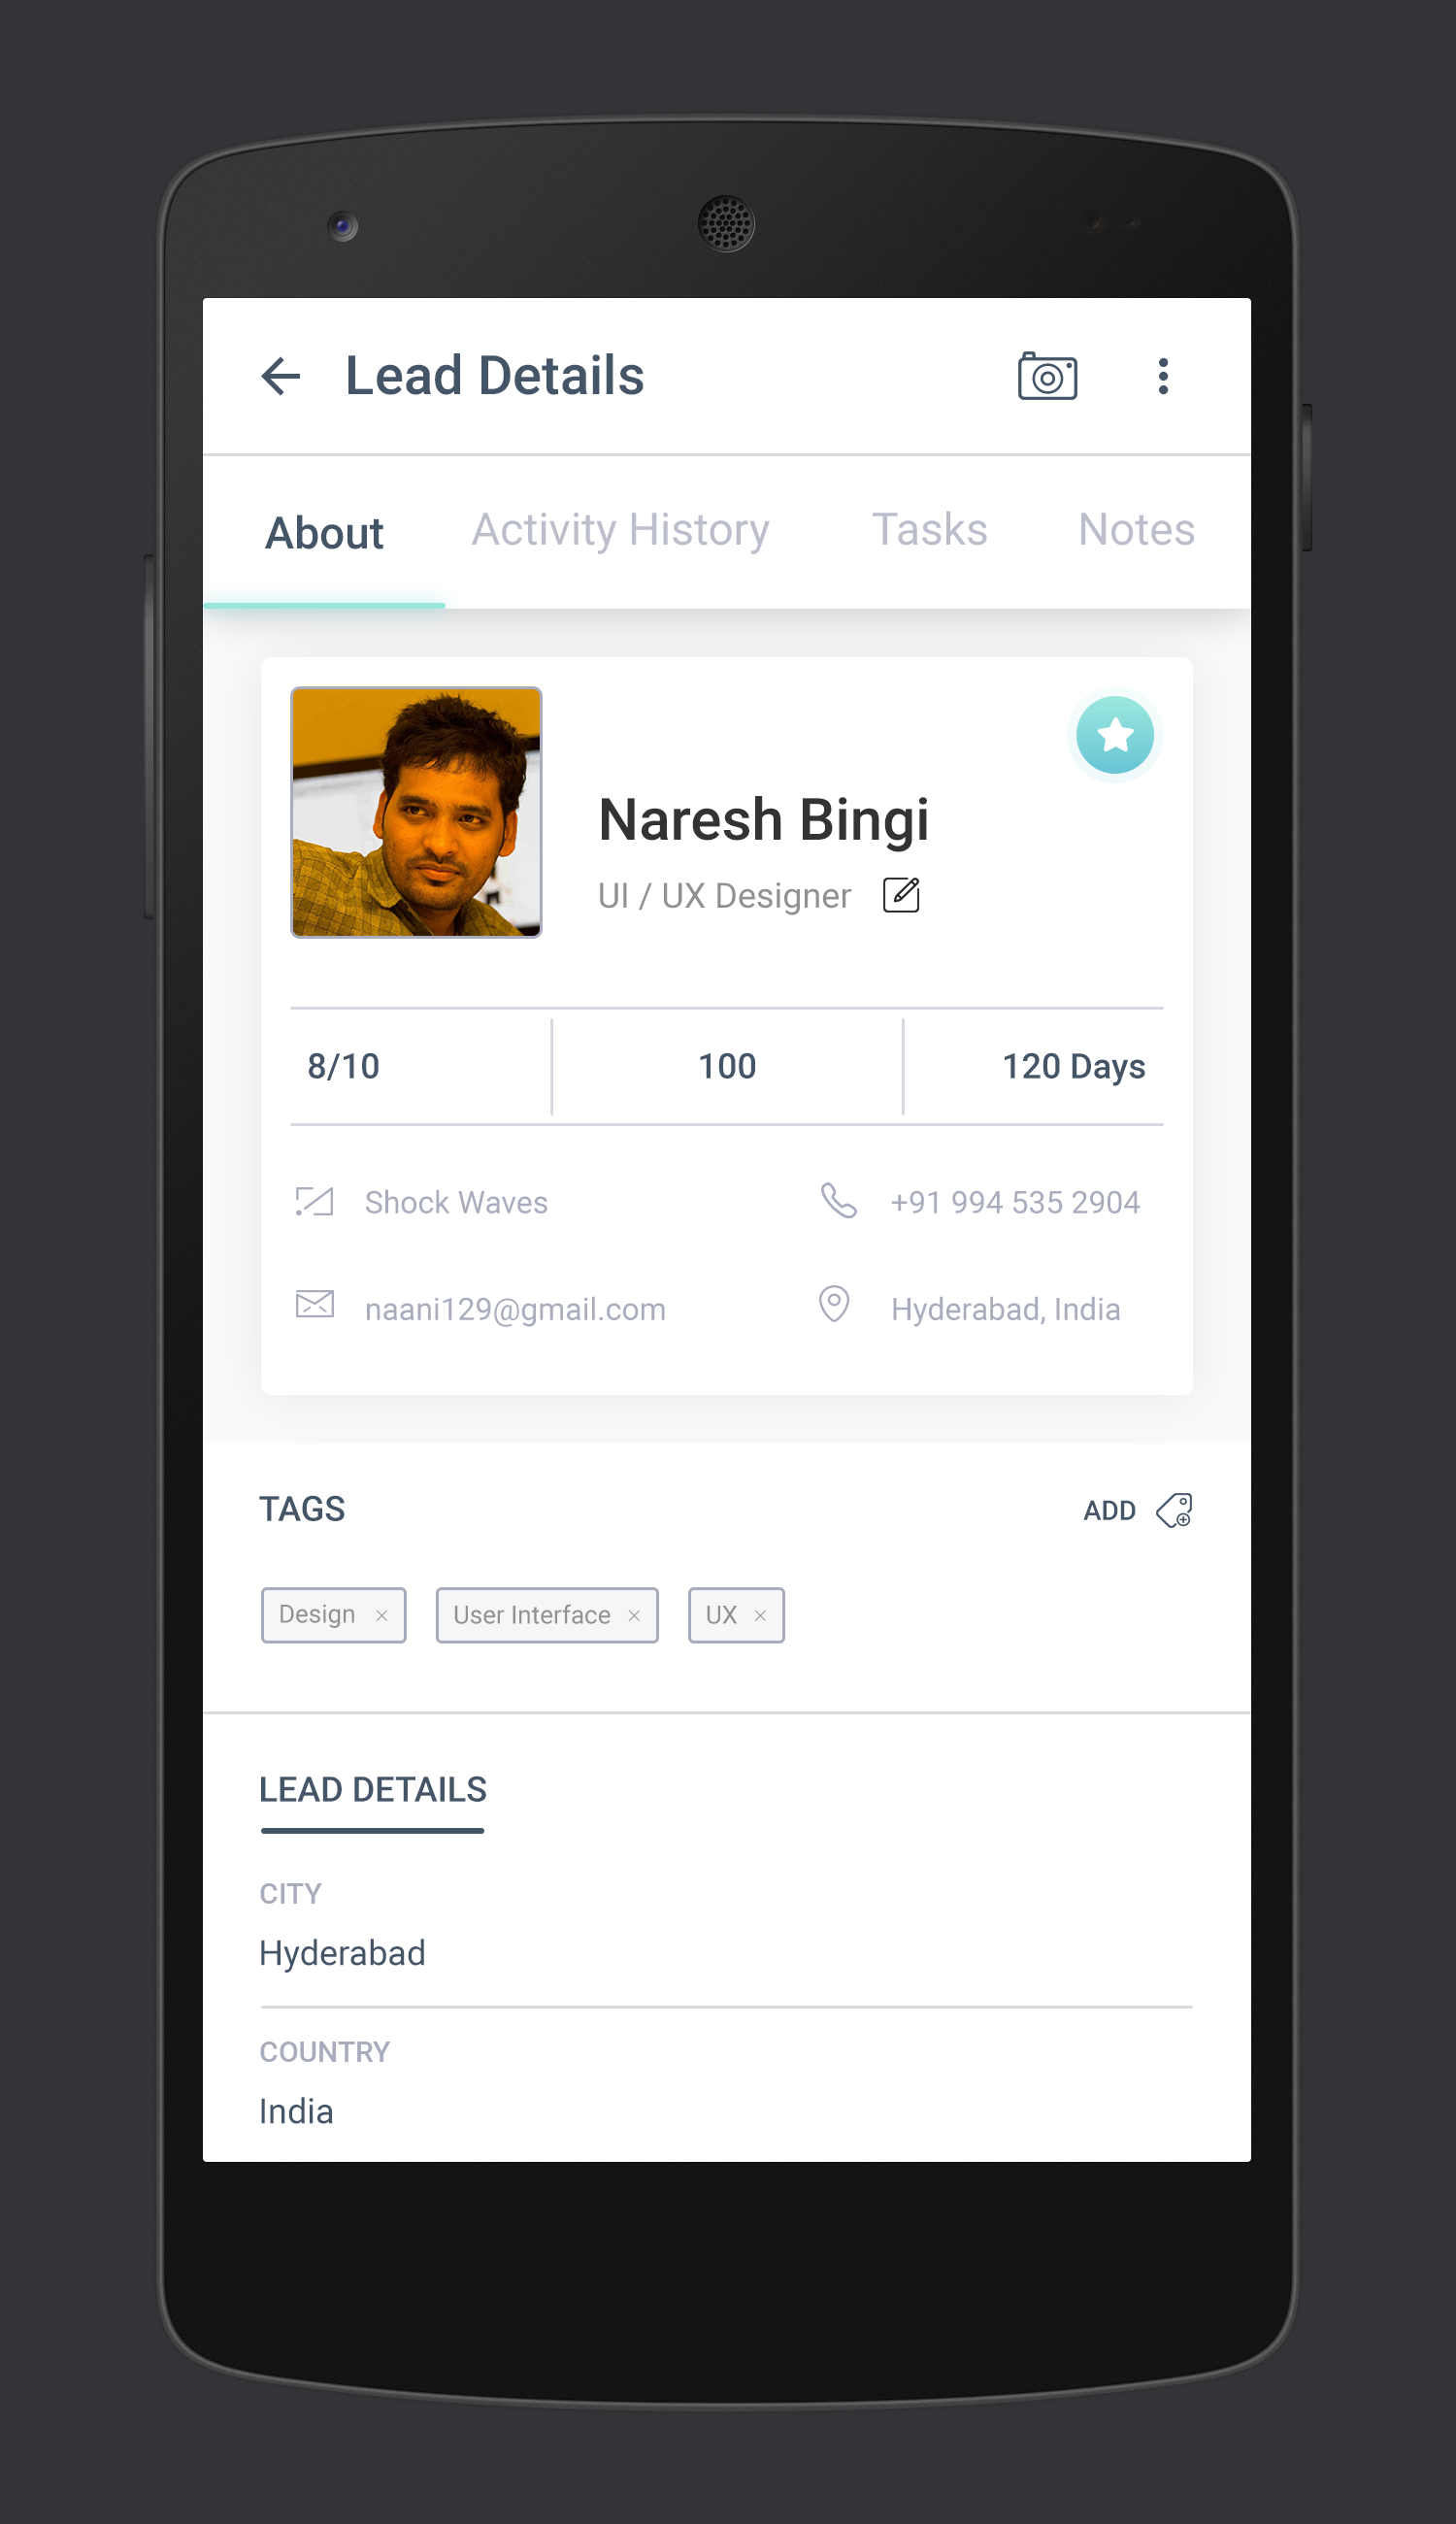 Lead Details
About Activity History Tasks Notes
Naresh Bingi
UI / UX Designer
8/10 100 120 Days
Shock Waves +91 994 535 2904
naani129@gmail.com Hyderabad, India
TAGS ADD
Design × User Interface × UX ×
LEAD DETAILS
CITY
Hyderabad
COUNTRY
India